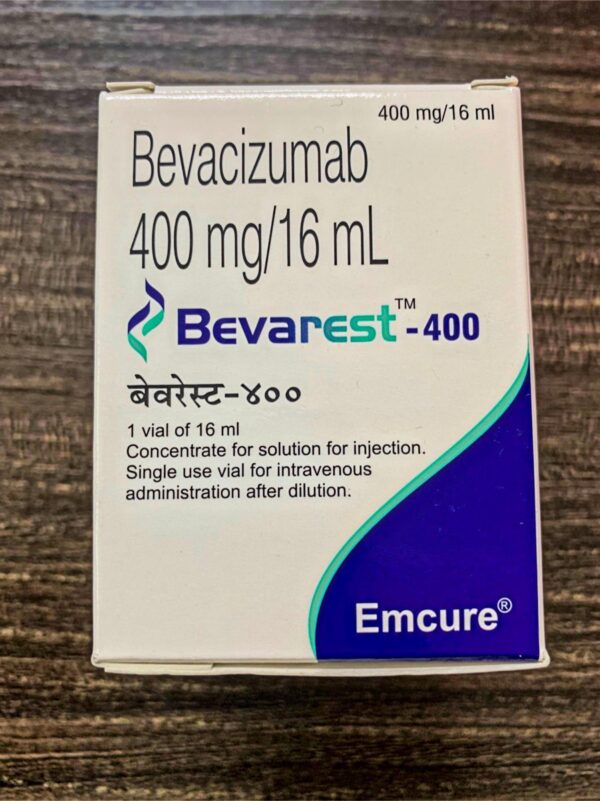 400 mg/16 ml
Bevacizumab
400 mg/16 mL
Bevarest™-400
बेवरेस्ट-४००
1 vial of 16 ml
Concentrate for solution for injection.
Single use vial for intravenous
administration after dilution.
Emcure®